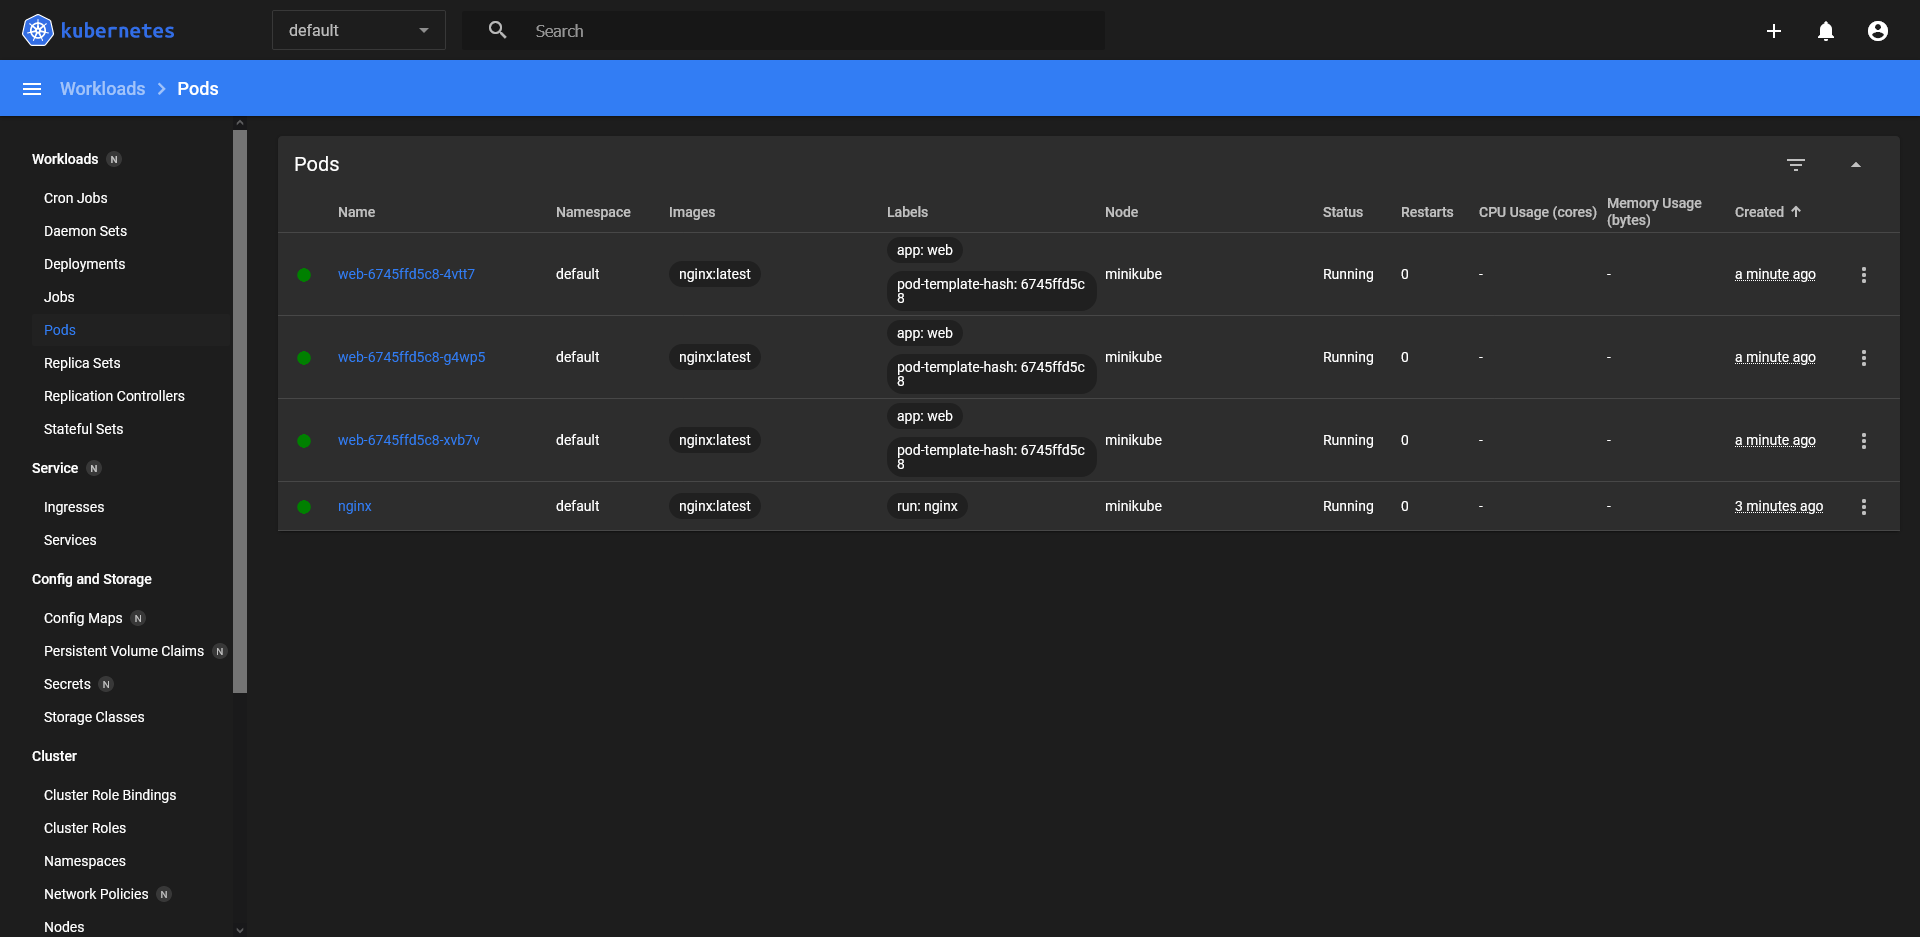 kubernetes
default
Search
Workloads
Pods
Workloads N
Cron Jobs
Daemon Sets
Deployments
Jobs
Pods
Replica Sets
Replication Controllers
Stateful Sets
Service N
Ingresses
Services
Config and Storage
Config Maps N
Persistent Volume Claims N
Secrets N
Storage Classes
Cluster
Cluster Role Bindings
Cluster Roles
Namespaces
Network Policies N
Nodes
Pods
Name Namespace Images Labels Node Status Restarts CPU Usage (cores) Memory Usage (bytes) Created
web-6745ffd5c8-4vtt7 default nginx:latest app: web
pod-template-hash: 6745ffd5c
8
minikube Running 0 - - a minute ago
web-6745ffd5c8-g4wp5 default nginx:latest app: web
pod-template-hash: 6745ffd5c
8
minikube Running 0 - - a minute ago
web-6745ffd5c8-xvb7v default nginx:latest app: web
pod-template-hash: 6745ffd5c
8
minikube Running 0 - - a minute ago
nginx default nginx:latest run: nginx minikube Running 0 - - 3 minutes ago